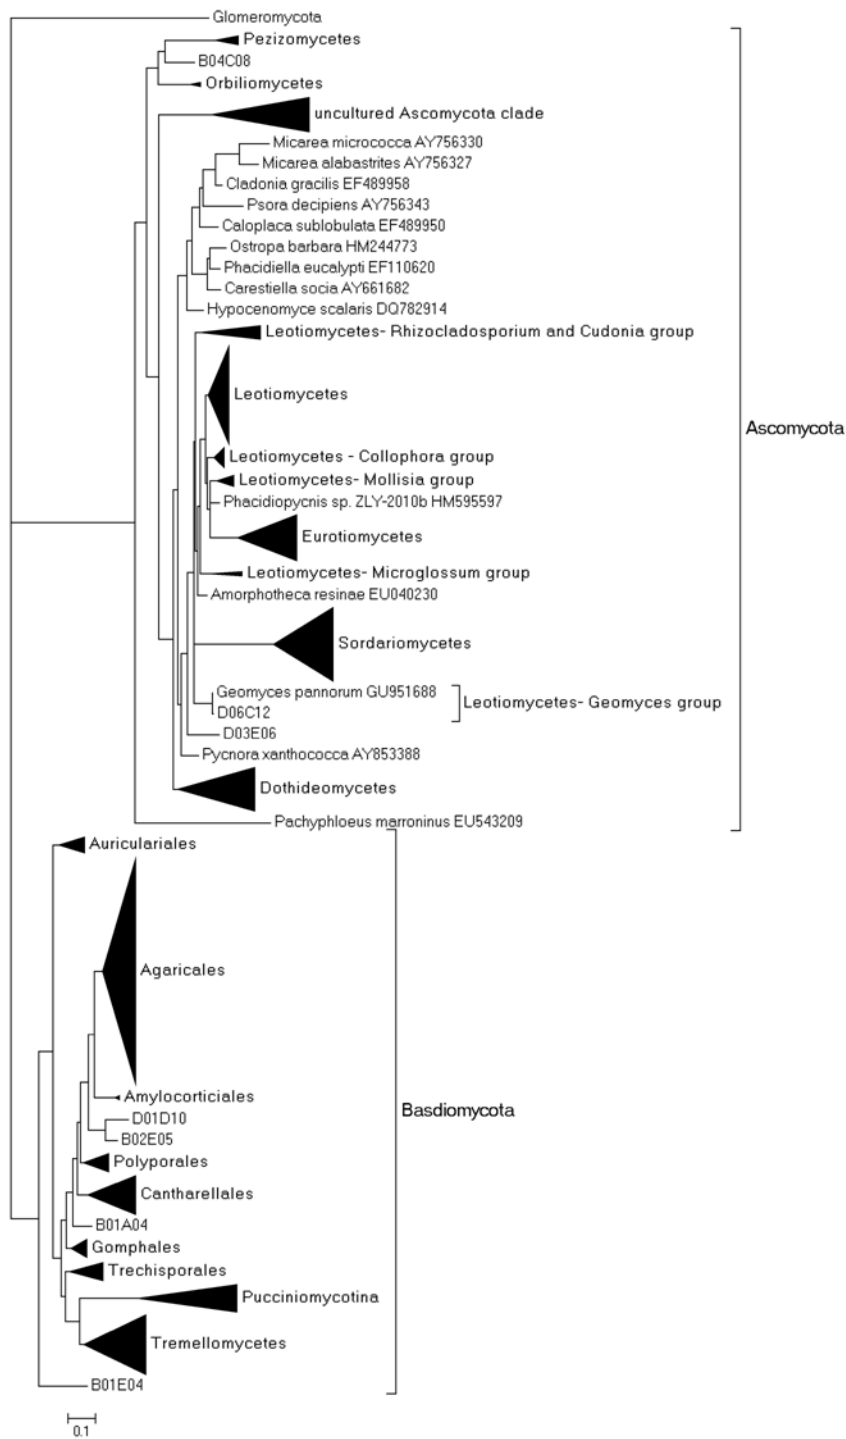 Glomeromycota
Pezizomycetes
B04C08
Orbiliomycetes
uncultured Ascomycota clade
Micarea micrococca AY756330
Micarea alabastrites AY756327
Cladonia gracilis EF489958
Psora decipiens AY756343
Caloplaca sublobulata EF489950
Ostropa barbara HM244773
Phacidiella eucalypti EF110620
Carestiella socia AY661682
Hypocenomyce scalaris DQ782914
Leotiomycetes- Rhizocladosporium and Cudonia group
Leotiomycetes
Ascomycota
Leotiomycetes - Collophora group
Leotiomycetes- Mollisia group
Phacidiopycnis sp. ZLY-2010b HM595597
Eurotiomycetes
Leotiomycetes- Microglossum group
Amorphotheca resinae EU040230
Sordariomycetes
Geomyces pannorum GU951688
Leotiomycetes- Geomyces group
D06C12
D03E06
Pycnora xanthococca AY853388
Dothideomycetes
Pachyphloeus marroninus EU543209
Auriculariales
Agaricales
Amylocorticiales
Basdiomycota
D01D10
B02E05
Polyporales
Cantharellales
B01A04
Gomphales
Trechisporales
Pucciniomycotina
Tremellomycetes
B01E04
0.1